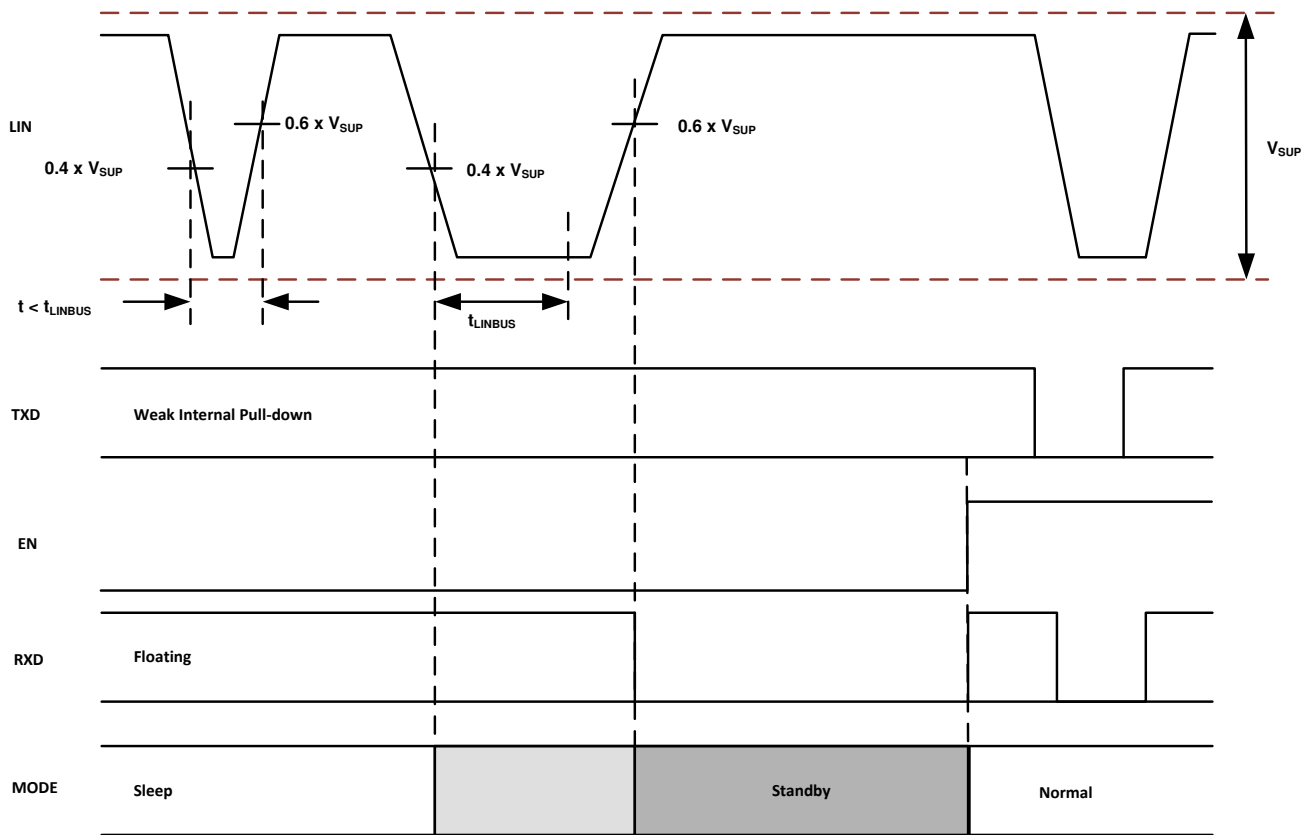 LIN
0.6 x VSUP
0.4 x VSUP
0.6 x VSUP
0.4 x VSUP
VSUP
t < tLINBUS
tLINBUS
TXD
Weak Internal Pull-down
EN
RXD
Floating
MODE
Sleep
Standby
Normal